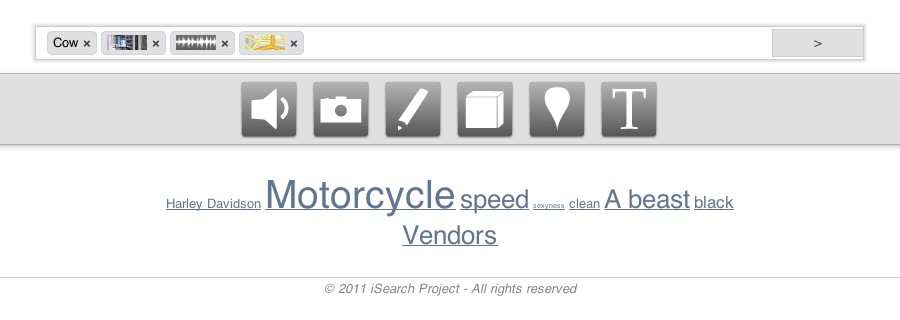 Cow × × × × >
T
Harley Davidson Motorcycle speed sexyness clean A beast black
Vendors
© 2011 iSearch Project - All rights reserved